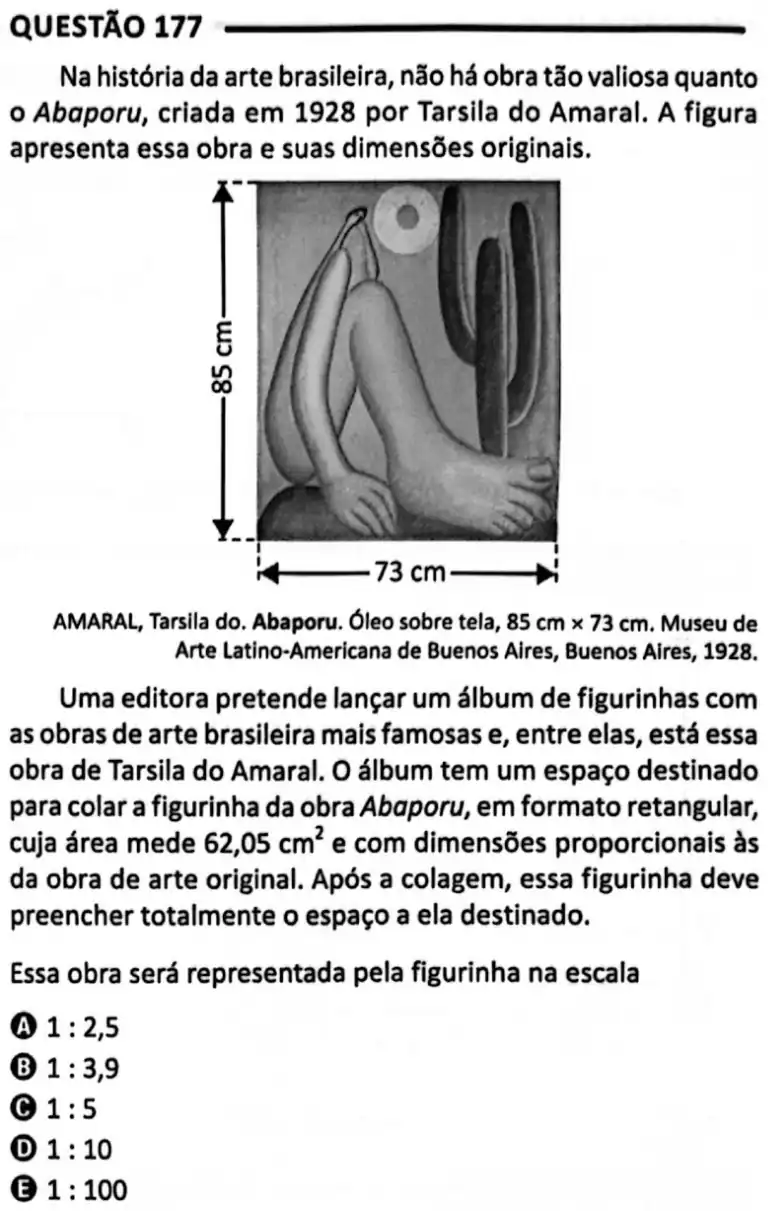 QUESTÃO 177
Na história da arte brasileira, não há obra tão valiosa quanto
o Abaporu, criada em 1928 por Tarsila do Amaral. A figura
apresenta essa obra e suas dimensões originais.
85 cm
73 cm
AMARAL, Tarsila do. Abaporu. Óleo sobre tela, 85 cm x 73 cm. Museu de
Arte Latino-Americana de Buenos Aires, Buenos Aires, 1928.
Uma editora pretende lançar um álbum de figurinhas com
as obras de arte brasileira mais famosas e, entre elas, está essa
obra de Tarsila do Amaral. O álbum tem um espaço destinado
para colar a figurinha da obra Abaporu, em formato retangular,
cuja área mede 62,05 cm² e com dimensões proporcionais às
da obra de arte original. Após a colagem, essa figurinha deve
preencher totalmente o espaço a ela destinado.
Essa obra será representada pela figurinha na escala
A 1 : 2,5
B 1 : 3,9
C 1 : 5
D 1 : 10
E 1 : 100